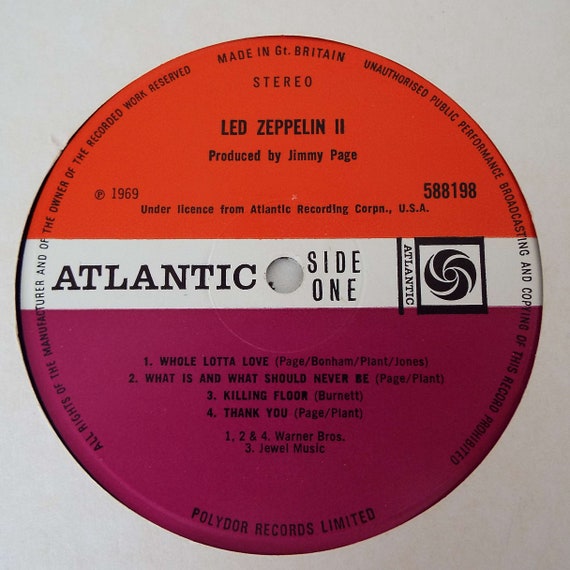 MADE IN Gt. BRITAIN
STEREO
LED ZEPPELIN II
Produced by Jimmy Page
℗ 1969
588198
Under licence from Atlantic Recording Corpn., U.S.A.
ATLANTIC
SIDE
ONE
ATLANTIC
1. WHOLE LOTTA LOVE (Page/Bonham/Plant/Jones)
2. WHAT IS AND WHAT SHOULD NEVER BE (Page/Plant)
3. KILLING FLOOR (Burnett)
4. THANK YOU (Page/Plant)
1, 2 & 4. Warner Bros.
3. Jewel Music
POLYDOR RECORDS LIMITED
ALL RIGHTS OF THE MANUFACTURER AND OF THE OWNER OF THE RECORDED WORK RESERVED
UNAUTHORISED PUBLIC PERFORMANCE BROADCASTING AND COPYING OF THIS RECORD PROHIBITED